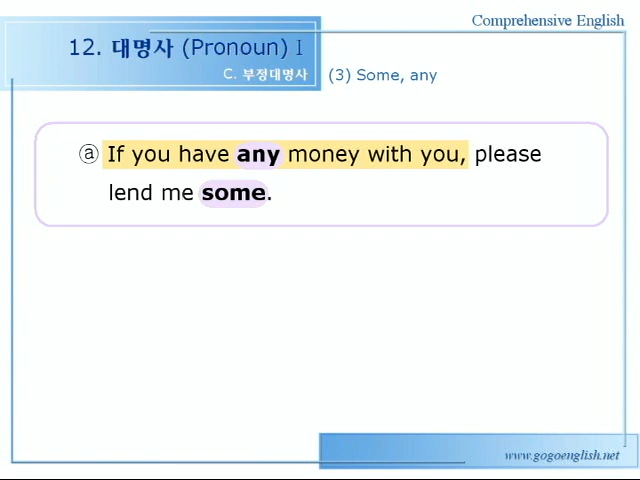 Comprehensive English
12. 대명사 (Pronoun) I
C. 부정대명사
(3) Some, any
ⓐ If you have any money with you, please
lend me some.
www.gogoenglish.net